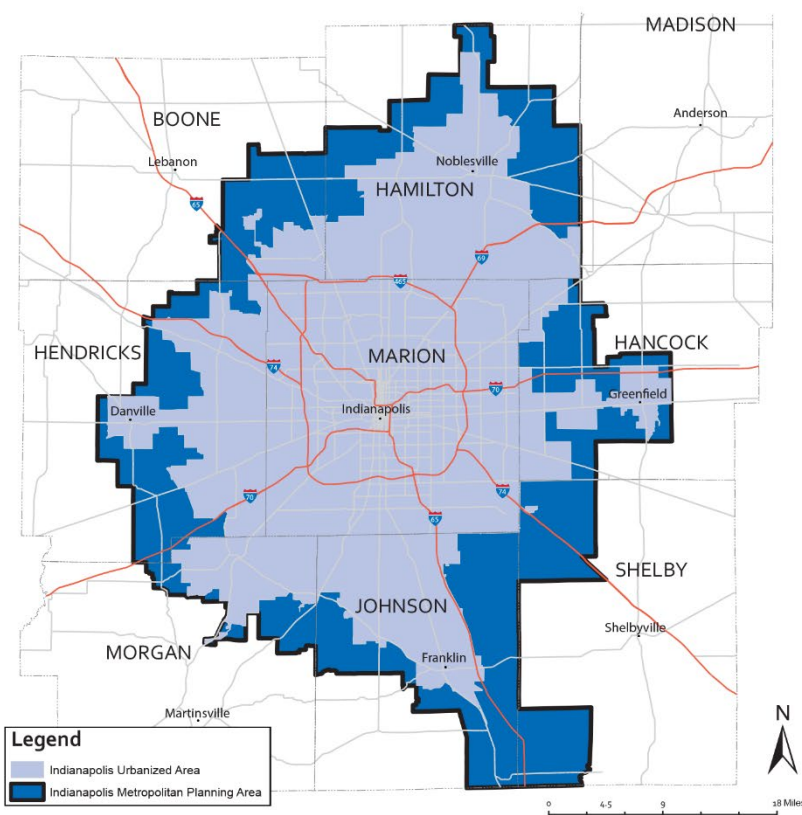 MADISON
BOONE
Anderson
Lebanon
Noblesville
HAMILTON
65
69
465
HENDRICKS
MARION
HANCOCK
74
70
Danville
Indianapolis
Greenfield
70
65
74
SHELBY
JOHNSON
Shelbyville
MORGAN
Franklin
Martinsville
N
Legend
Indianapolis Urbanized Area
Indianapolis Metropolitan Planning Area
0 4.5 9 18 Miles